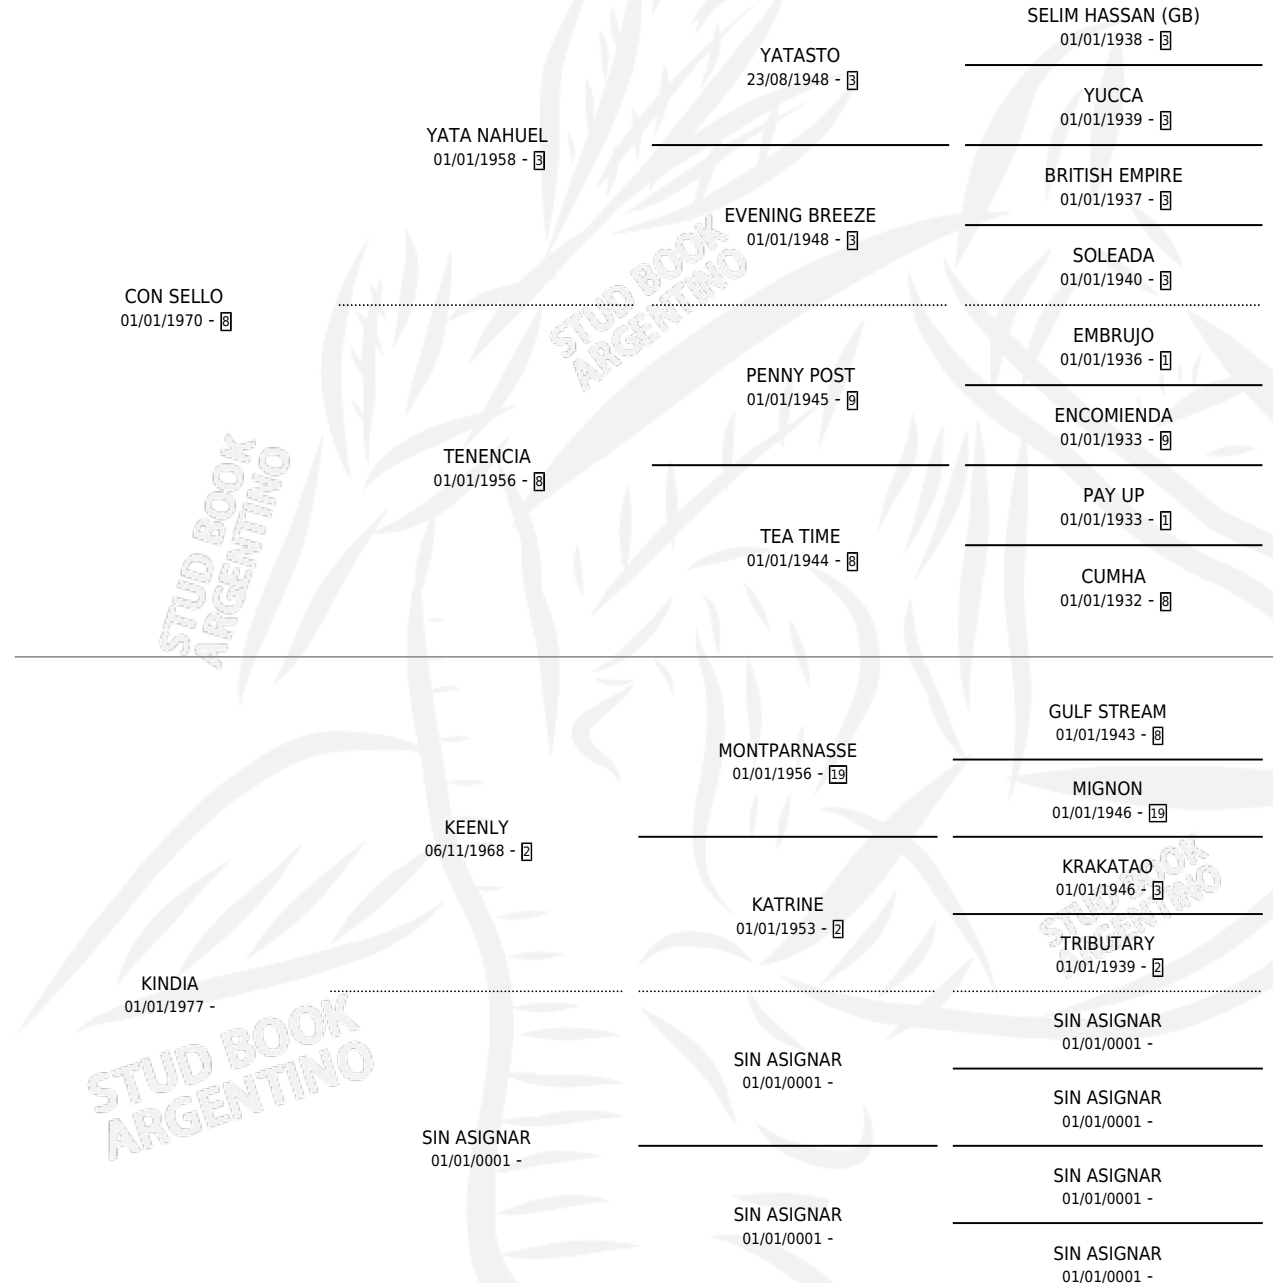 SELIM HASSAN (GB)
01/01/1938 - 3
YATASTO
23/08/1948 - 3
YUCCA
01/01/1939 - 3
YATA NAHUEL
01/01/1958 - 3
BRITISH EMPIRE
01/01/1937 - 3
EVENING BREEZE
01/01/1948 - 3
SOLEADA
01/01/1940 - 3
CON SELLO
01/01/1970 - 8
EMBRUJO
01/01/1936 - 1
PENNY POST
01/01/1945 - 9
ENCOMIENDA
01/01/1933 - 9
TENENCIA
01/01/1956 - 8
PAY UP
01/01/1933 - 1
TEA TIME
01/01/1944 - 8
CUMHA
01/01/1932 - 8
GULF STREAM
01/01/1943 - 8
MONTPARNASSE
01/01/1956 - 19
MIGNON
01/01/1946 - 19
KEENLY
06/11/1968 - 2
KRAKATAO
01/01/1946 - 3
KATRINE
01/01/1953 - 2
TRIBUTARY
01/01/1939 - 2
KINDIA
01/01/1977 -
SIN ASIGNAR
01/01/0001 -
SIN ASIGNAR
01/01/0001 -
SIN ASIGNAR
01/01/0001 -
SIN ASIGNAR
01/01/0001 -
SIN ASIGNAR
01/01/0001 -
SIN ASIGNAR
01/01/0001 -
SIN ASIGNAR
01/01/0001 -
STUD BOOK
ARGENTINO
STUD BOOK
ARGENTINO
STUD BOOK
ARGENTINO
STUD BOOK
ARGENTINO